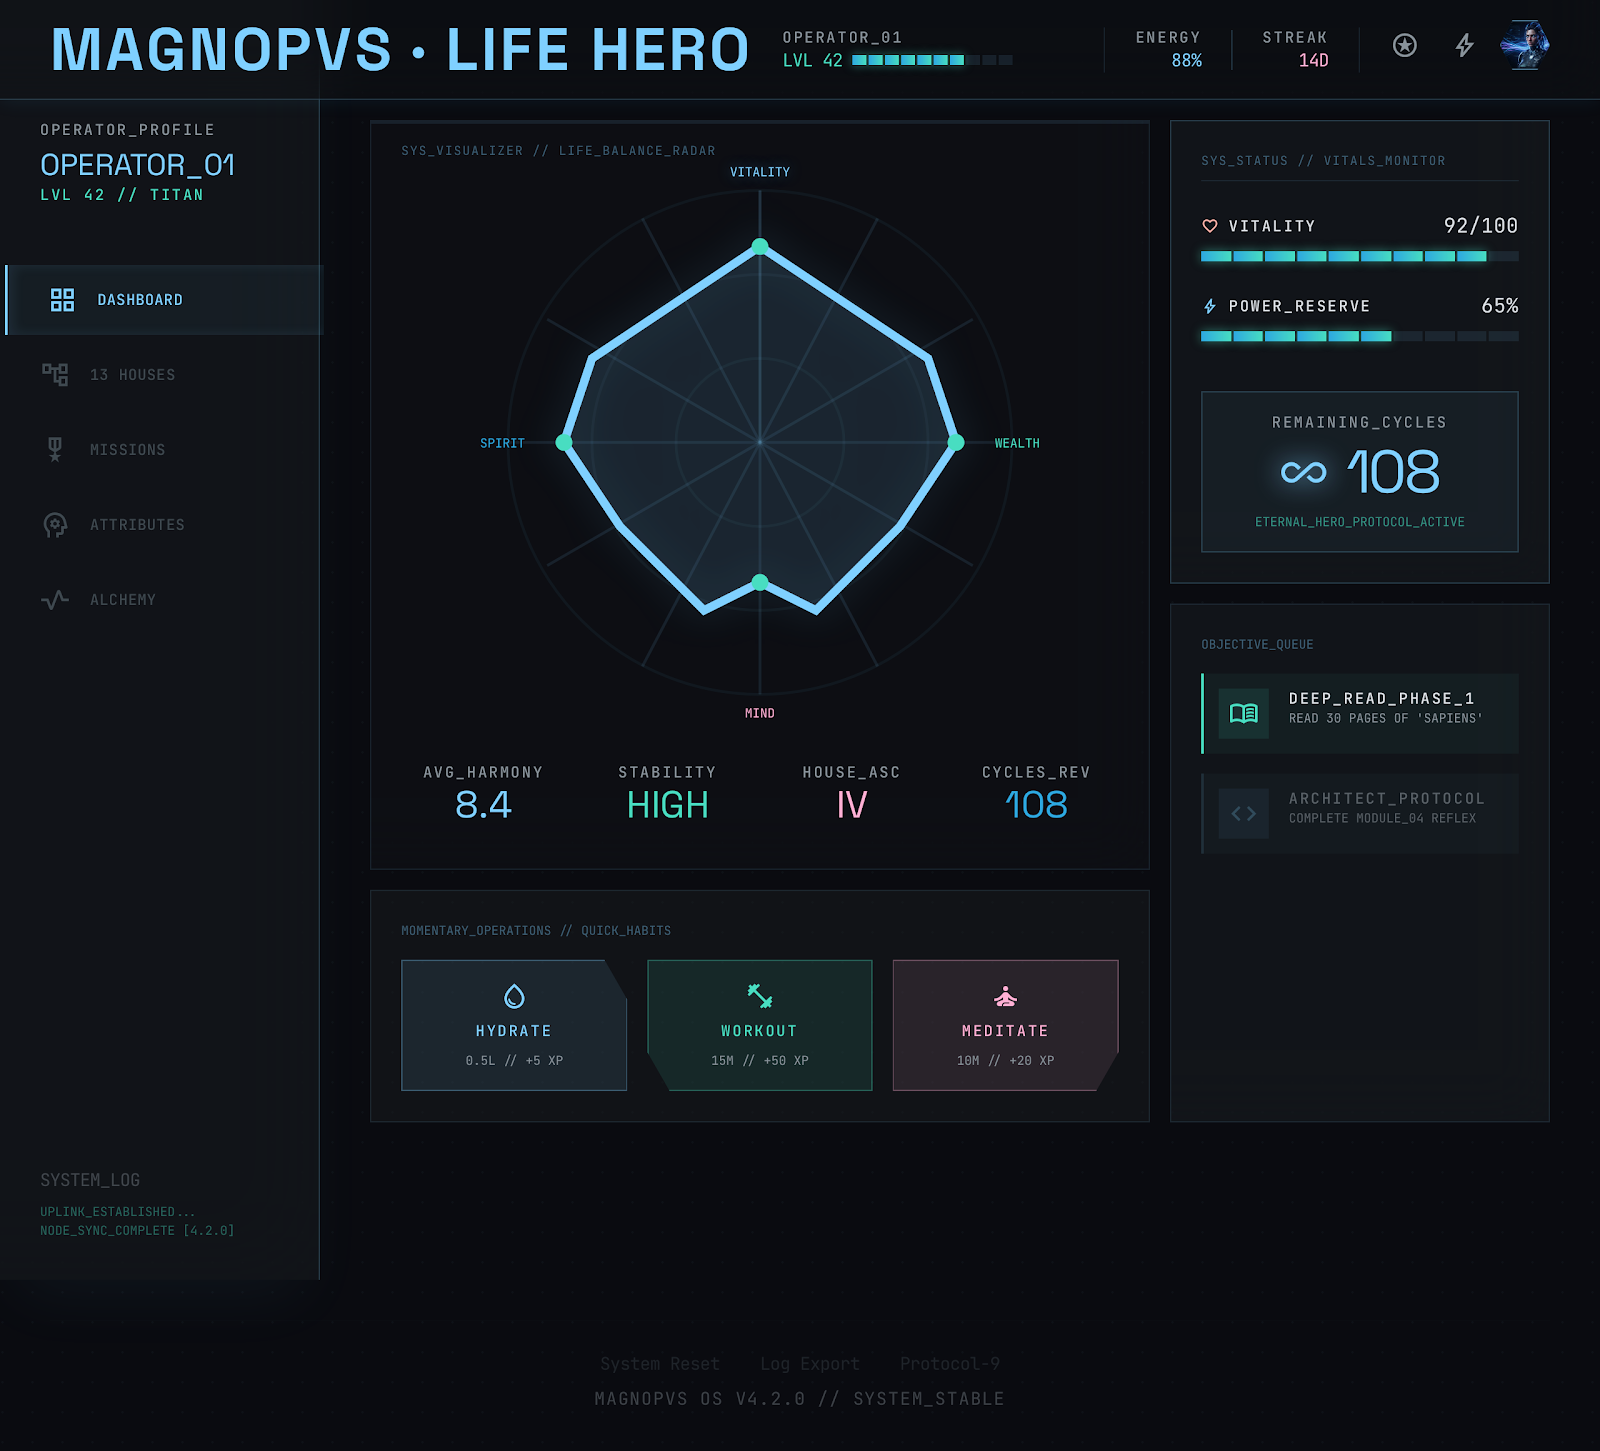 MAGNOPVS • LIFE HERO
OPERATOR_01
LVL 42
ENERGY
88%
STREAK
14D
OPERATOR_PROFILE
OPERATOR_01
LVL 42 // TITAN
DASHBOARD
13 HOUSES
MISSIONS
ATTRIBUTES
ALCHEMY
SYSTEM_LOG
UPLINK_ESTABLISHED...
NODE_SYNC_COMPLETE [4.2.0]
SYS_VISUALIZER // LIFE_BALANCE_RADAR
VITALITY
SPIRIT
WEALTH
MIND
AVG_HARMONY
8.4
STABILITY
HIGH
HOUSE_ASC
IV
CYCLES_REV
108
MOMENTARY_OPERATIONS // QUICK_HABITS
HYDRATE
0.5L // +5 XP
WORKOUT
15M // +50 XP
MEDITATE
10M // +20 XP
SYS_STATUS // VITALS_MONITOR
VITALITY 92/100
POWER_RESERVE 65%
REMAINING_CYCLES
108
ETERNAL_HERO_PROTOCOL_ACTIVE
OBJECTIVE_QUEUE
DEEP_READ_PHASE_1
READ 30 PAGES OF 'SAPIENS'
ARCHITECT_PROTOCOL
COMPLETE MODULE_04 REFLEX
System Reset Log Export Protocol-9
MAGNOPVS OS V4.2.0 // SYSTEM_STABLE